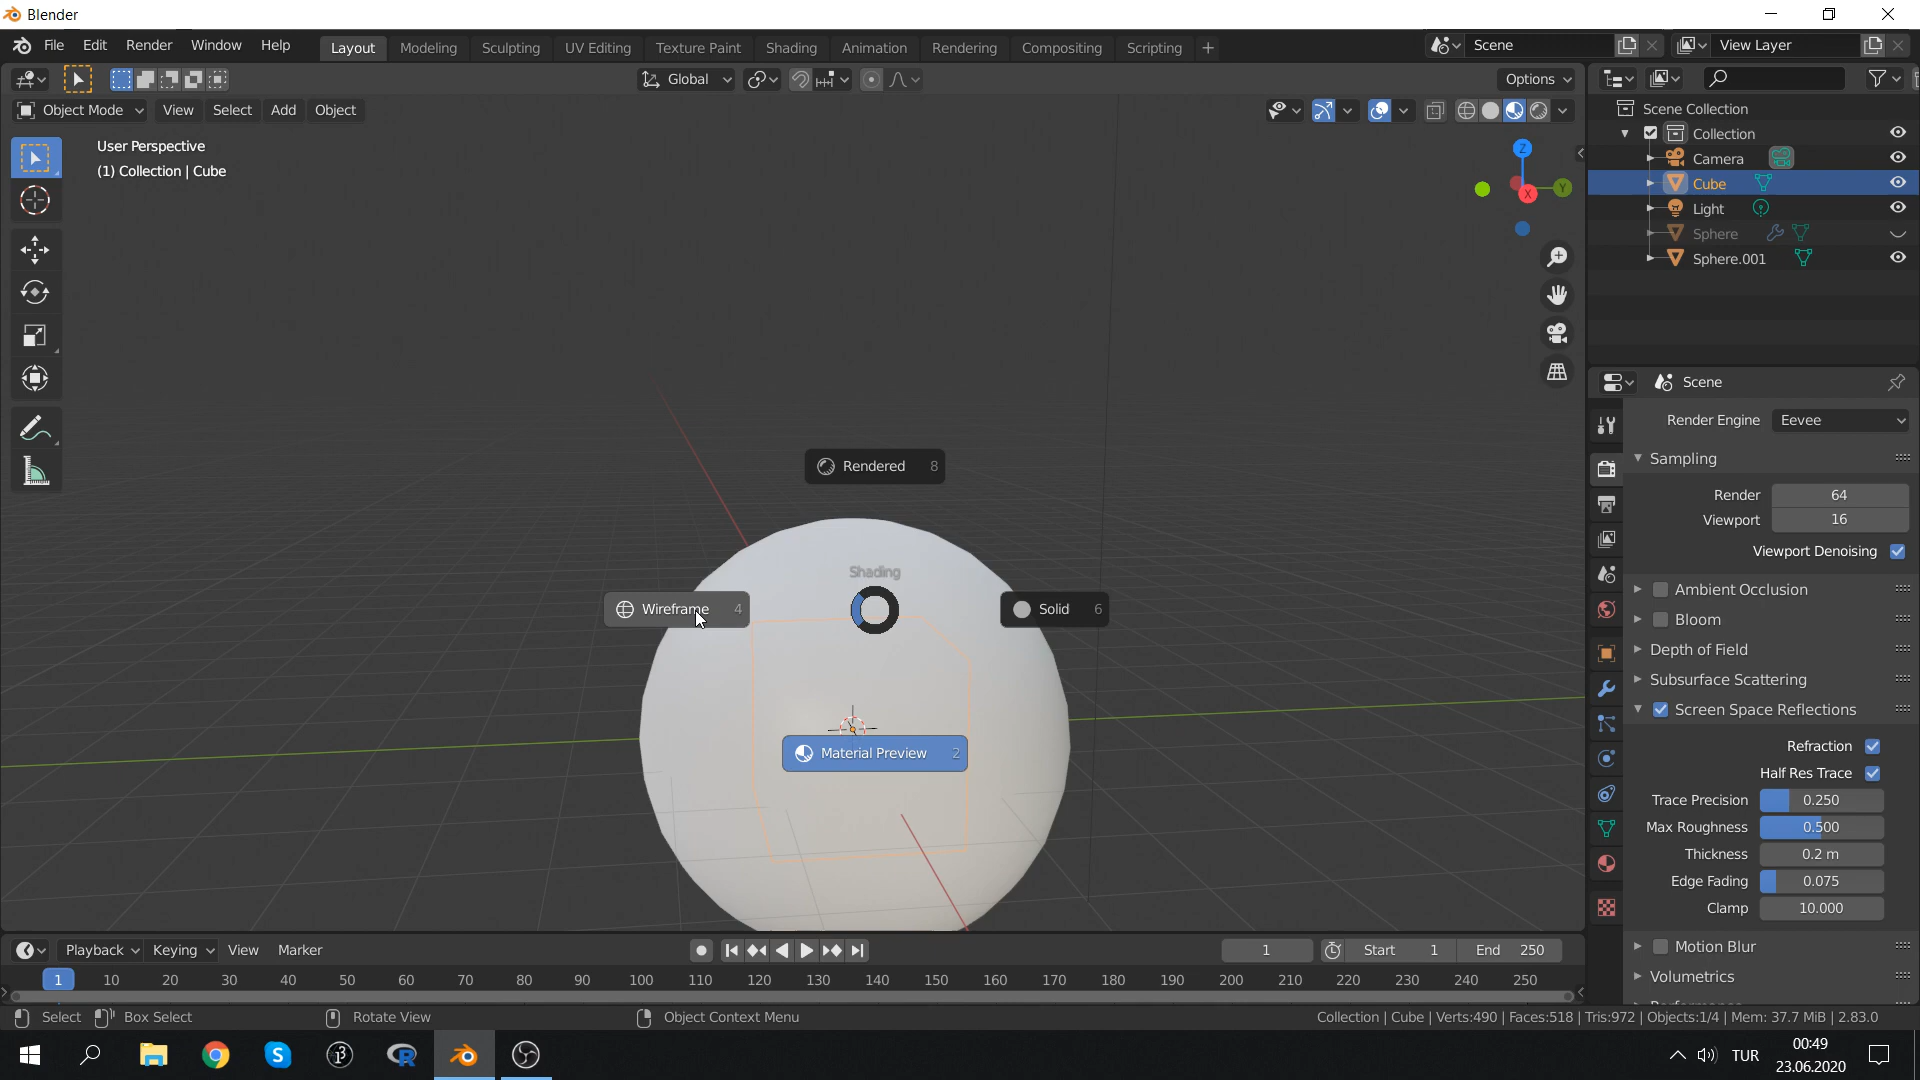 Blender
File Edit Render Window Help Layout Modeling Sculpting UV Editing Texture Paint Shading Animation Rendering Compositing Scripting + Scene View Layer
Global Options
Object Mode View Select Add Object
User Perspective
(1) Collection | Cube
Z
Y
X
Scene Collection
Collection
Camera
Cube
Light
Sphere
Sphere.001
Scene
Render Engine Eevee
Sampling
Render 64
Viewport 16
Viewport Denoising
Ambient Occlusion
Bloom
Depth of Field
Subsurface Scattering
Screen Space Reflections
Refraction
Half Res Trace
Trace Precision 0.250
Max Roughness 0.500
Thickness 0.2 m
Edge Fading 0.075
Clamp 10.000
Motion Blur
Volumetrics
Rendered 8
Shading
Wireframe 4
Solid 6
Material Preview 2
Playback Keying View Marker 1 Start 1 End 250
1 10 20 30 40 50 60 70 80 90 100 110 120 130 140 150 160 170 180 190 200 210 220 230 240 250
Select Box Select Rotate View Object Context Menu Collection | Cube | Verts:490 | Faces:518 | Tris:972 | Objects:1/4 | Mem: 37.7 MiB | 2.83.0
TUR
00:49
23.06.2020